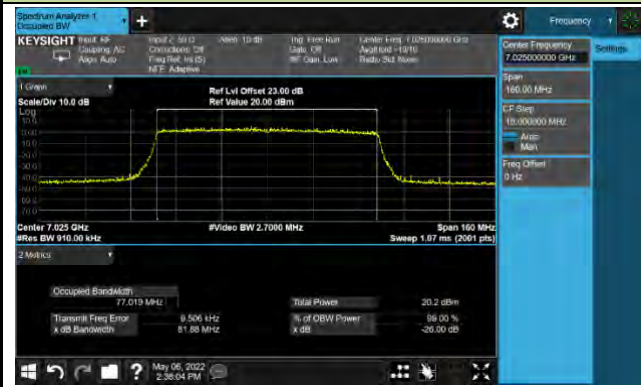 Spectrum Analyzer 1
Occupied BW
Frequency
KEYSIGHT
Input: RF
Coupling: AC
Align: Auto
Input Z: 50 Ω
Corrections: Off
Freq Ref: Int (S)
NFE: Adaptive
Atten: 10 dB
Trig: Free Run
Gate: Off
#IF Gain: Low
Center Freq: 7.025000000 GHz
Avg|Hold: >10/10
Radio Std: None
Center Frequency
7.025000000 GHz
Settings
Span
160.00 MHz
CF Step
16.000000 MHz
Auto
Man
Freq Offset
0 Hz
1 Graph
Scale/Div 10.0 dB
Ref Lvl Offset 23.00 dB
Ref Value 20.00 dBm
Log
Center 7.025 GHz
#Res BW 910.00 kHz
#Video BW 2.7000 MHz
Span 160 MHz
Sweep 1.07 ms (2001 pts)
2 Metrics
Occupied Bandwidth
77.019 MHz
Total Power
20.2 dBm
Transmit Freq Error
9.506 kHz
% of OBW Power
99.00 %
x dB Bandwidth
81.88 MHz
x dB
-26.00 dB
?
May 06, 2022
2:38:04 PM